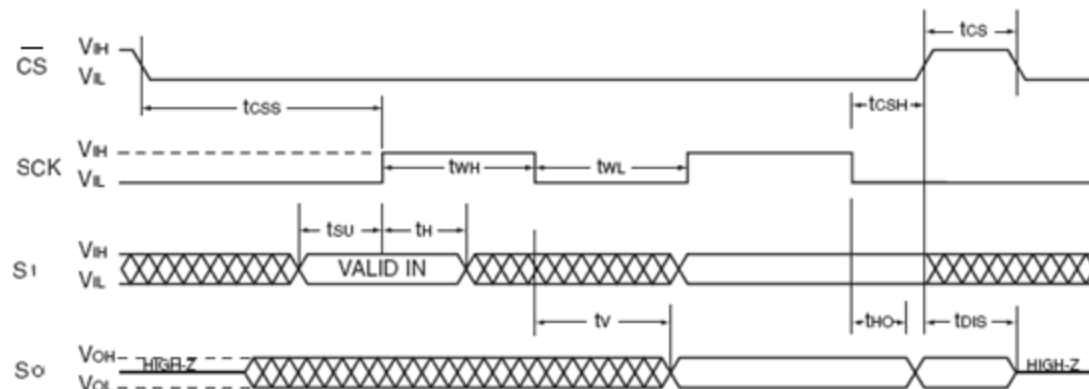 tCS
CS VIH
VIL
tCSS
tCSH
SCK VIH
VIL
tWH
tWL
tSU
tH
SI VIH
VIL
VALID IN
tV
tHO
tDIS
SO VOH
VOL
HIGH-Z
HIGH-Z